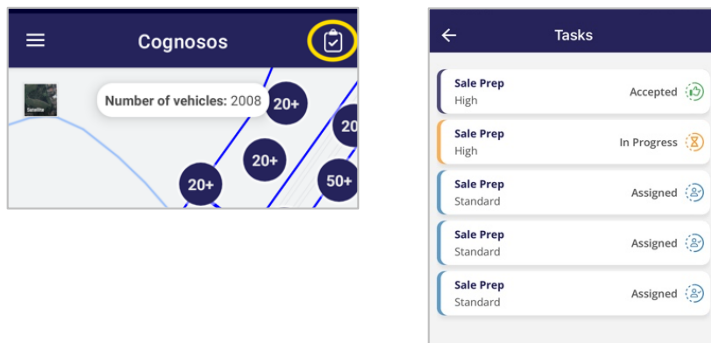 Cognosos
Number of vehicles: 2008
20+
20
20+
20+
50+
Tasks
Sale Prep
High
Accepted
Sale Prep
High
In Progress
Sale Prep
Standard
Assigned
Sale Prep
Standard
Assigned
Sale Prep
Standard
Assigned